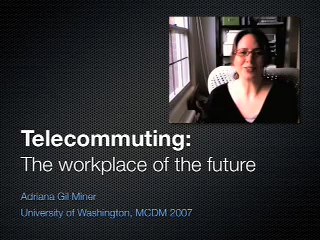 Telecommuting:
The workplace of the future
Adriana Gil Miner
University of Washington, MCDM 2007